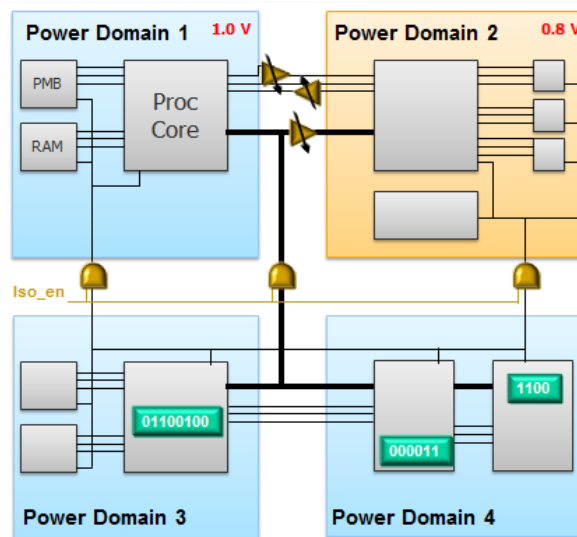 Power Domain 1 1.0 V
Power Domain 2 0.8 V
PMB
Proc
Core
RAM
Iso_en
01100100
1100
000011
Power Domain 3
Power Domain 4